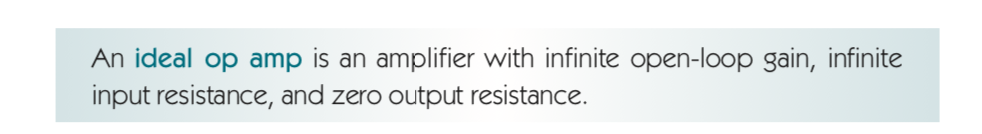 An ideal op amp is an amplifier with infinite open-loop gain, infinite
input resistance, and zero output resistance.